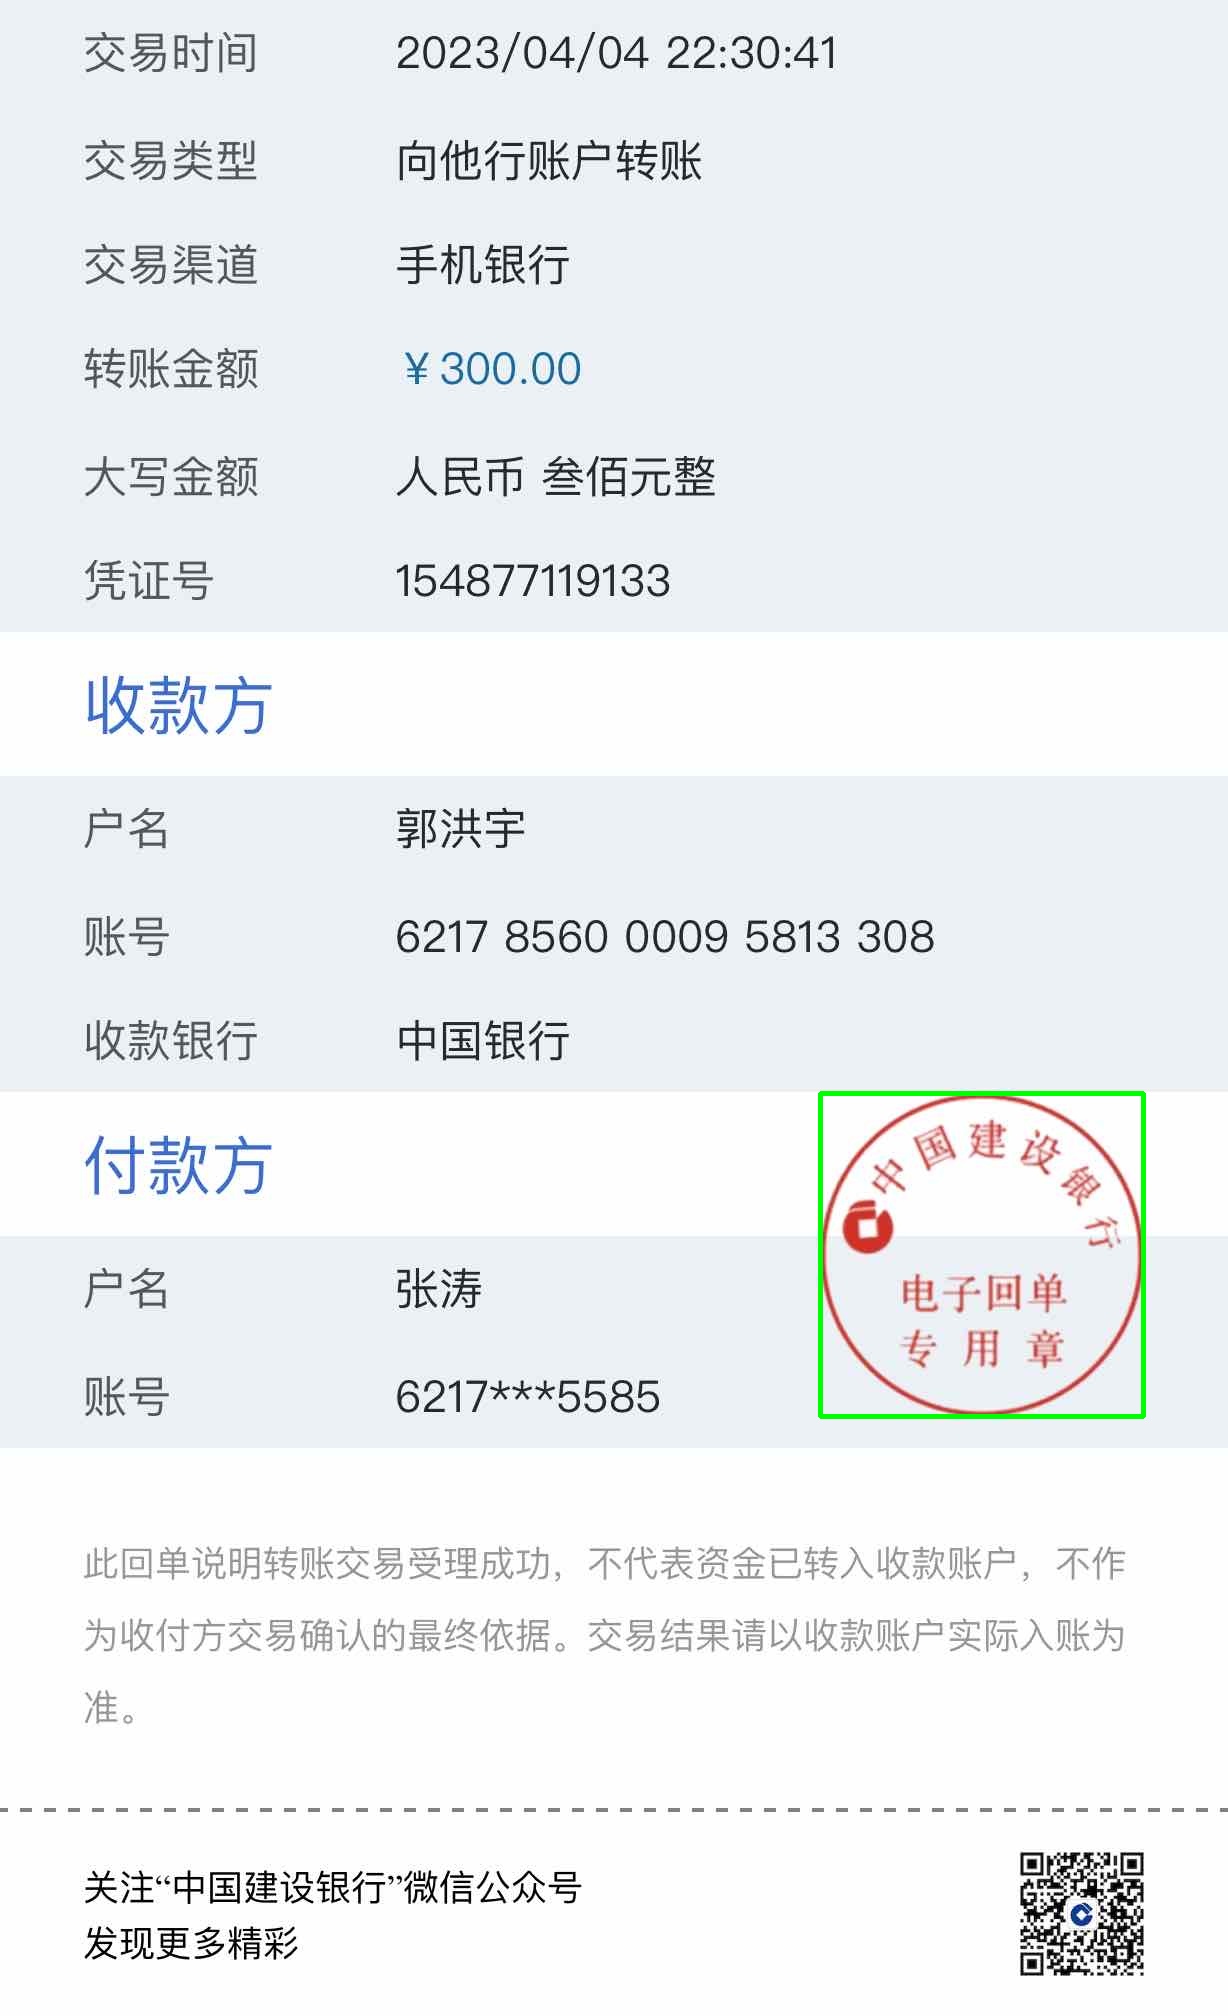 交易时间 2023/04/04 22:30:41
交易类型 向他行账户转账
交易渠道 手机银行
转账金额 ￥300.00
大写金额 人民币 叁佰元整
凭证号 154877119133
收款方
户名 郭洪宇
账号 6217 8560 0009 5813 308
收款银行 中国银行
付款方
中国建设银行
电子回单
专用章
户名 张涛
账号 6217***5585
此回单说明转账交易受理成功，不代表资金已转入收款账户，不作
为收付方交易确认的最终依据。交易结果请以收款账户实际入账为
准。
关注“中国建设银行”微信公众号
发现更多精彩